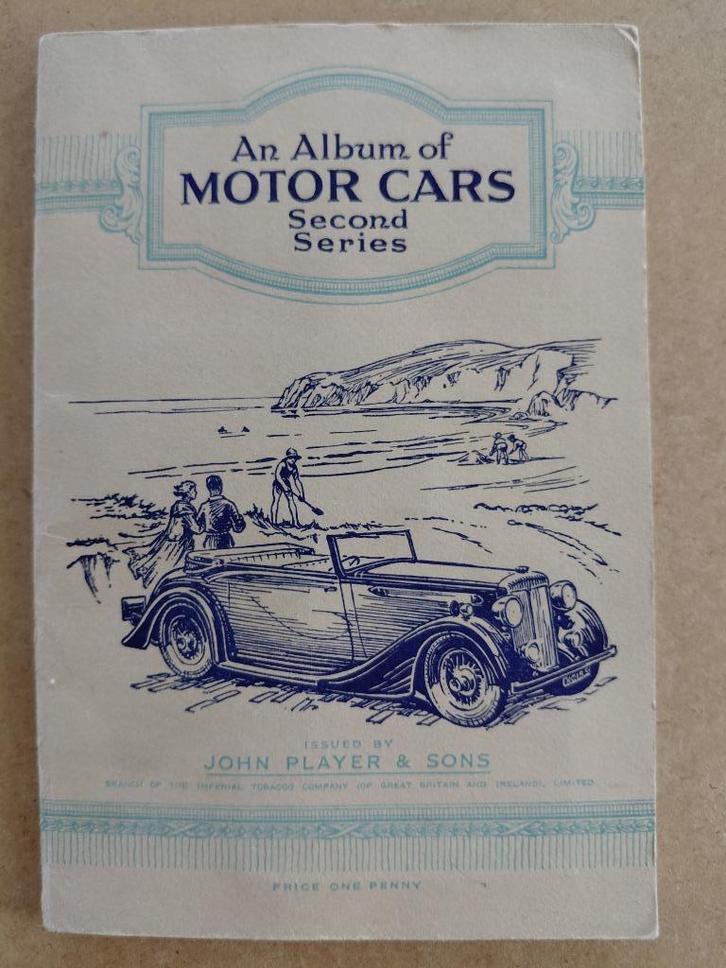 An Album of
MOTOR CARS
Second
Series
ISSUED BY
JOHN PLAYER & SONS
BRANCH OF THE IMPERIAL TOBACCO COMPANY (OF GREAT BRITAIN AND IRELAND), LIMITED
PRICE ONE PENNY